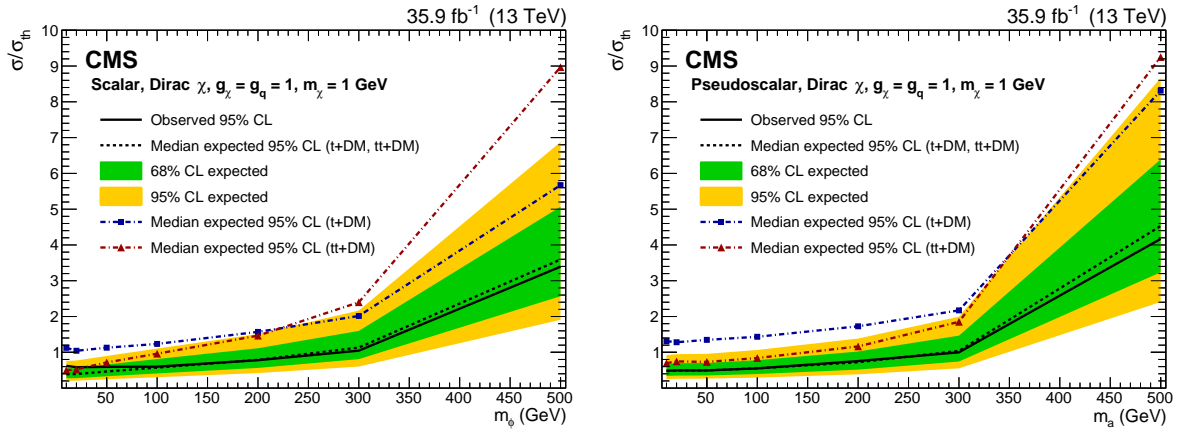 35.9 fb⁻¹ (13 TeV)
σ/σ_th
CMS
Scalar, Dirac χ, g_χ = g_q = 1, m_χ = 1 GeV
Observed 95% CL
Median expected 95% CL (t+DM, tt+DM)
68% CL expected
95% CL expected
Median expected 95% CL (t+DM)
Median expected 95% CL (tt+DM)
10
9
8
7
6
5
4
3
2
1
50 100 150 200 250 300 350 400 450 500
m_ϕ (GeV)
35.9 fb⁻¹ (13 TeV)
σ/σ_th
CMS
Pseudoscalar, Dirac χ, g_χ = g_q = 1, m_χ = 1 GeV
Observed 95% CL
Median expected 95% CL (t+DM, tt+DM)
68% CL expected
95% CL expected
Median expected 95% CL (t+DM)
Median expected 95% CL (tt+DM)
10
9
8
7
6
5
4
3
2
1
50 100 150 200 250 300 350 400 450 500
m_a (GeV)